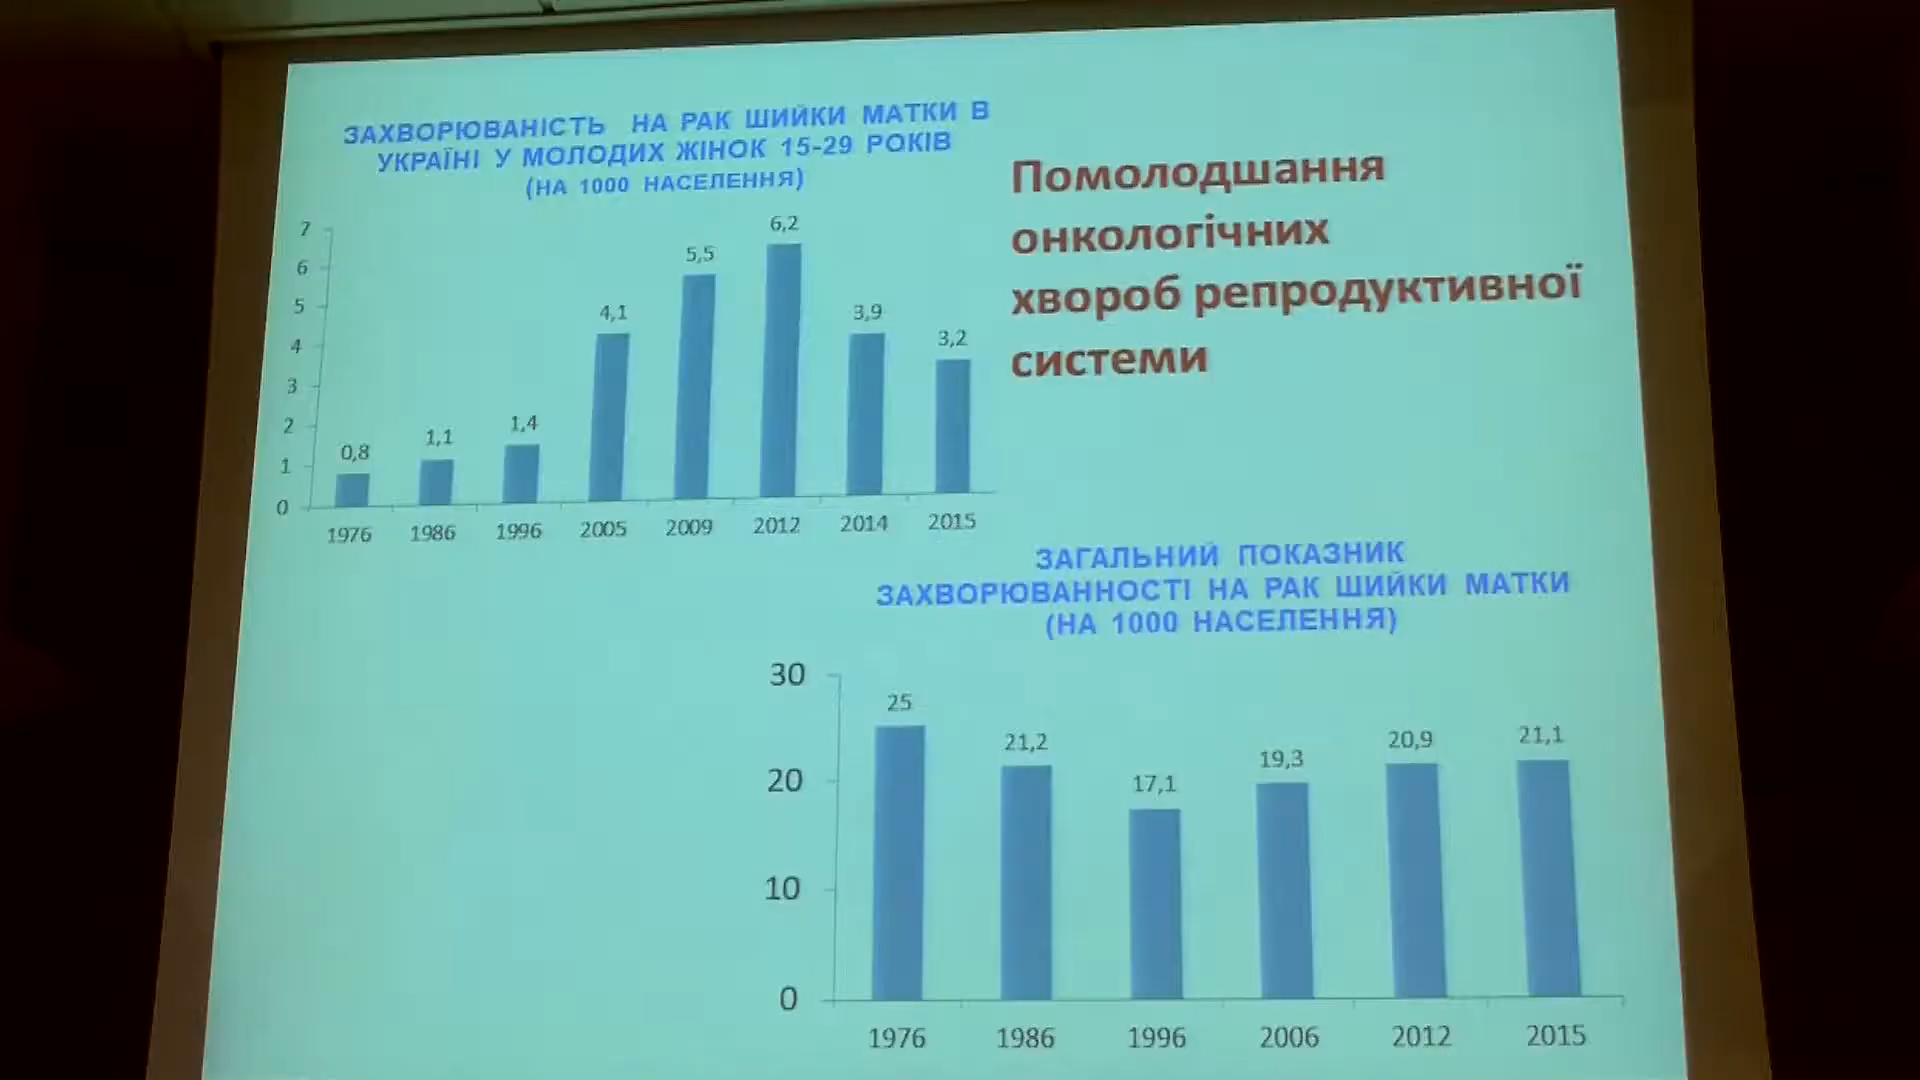 ЗАХВОРЮВАНІСТЬ НА РАК ШИЙКИ МАТКИ В
УКРАЇНІ У МОЛОДИХ ЖІНОК 15-29 РОКІВ
(НА 1000 НАСЕЛЕННЯ)
7
6
5
4
3
2
1
0
0,8
1,1
1,4
4,1
5,5
6,2
3,9
3,2
1976 1986 1996 2005 2009 2012 2014 2015
Помолодшання
онкологічних
хвороб репродуктивної
системи
ЗАГАЛЬНИЙ ПОКАЗНИК
ЗАХВОРЮВАННОСТІ НА РАК ШИЙКИ МАТКИ
(НА 1000 НАСЕЛЕННЯ)
30
20
10
0
25
21,2
17,1
19,3
20,9
21,1
1976 1986 1996 2006 2012 2015